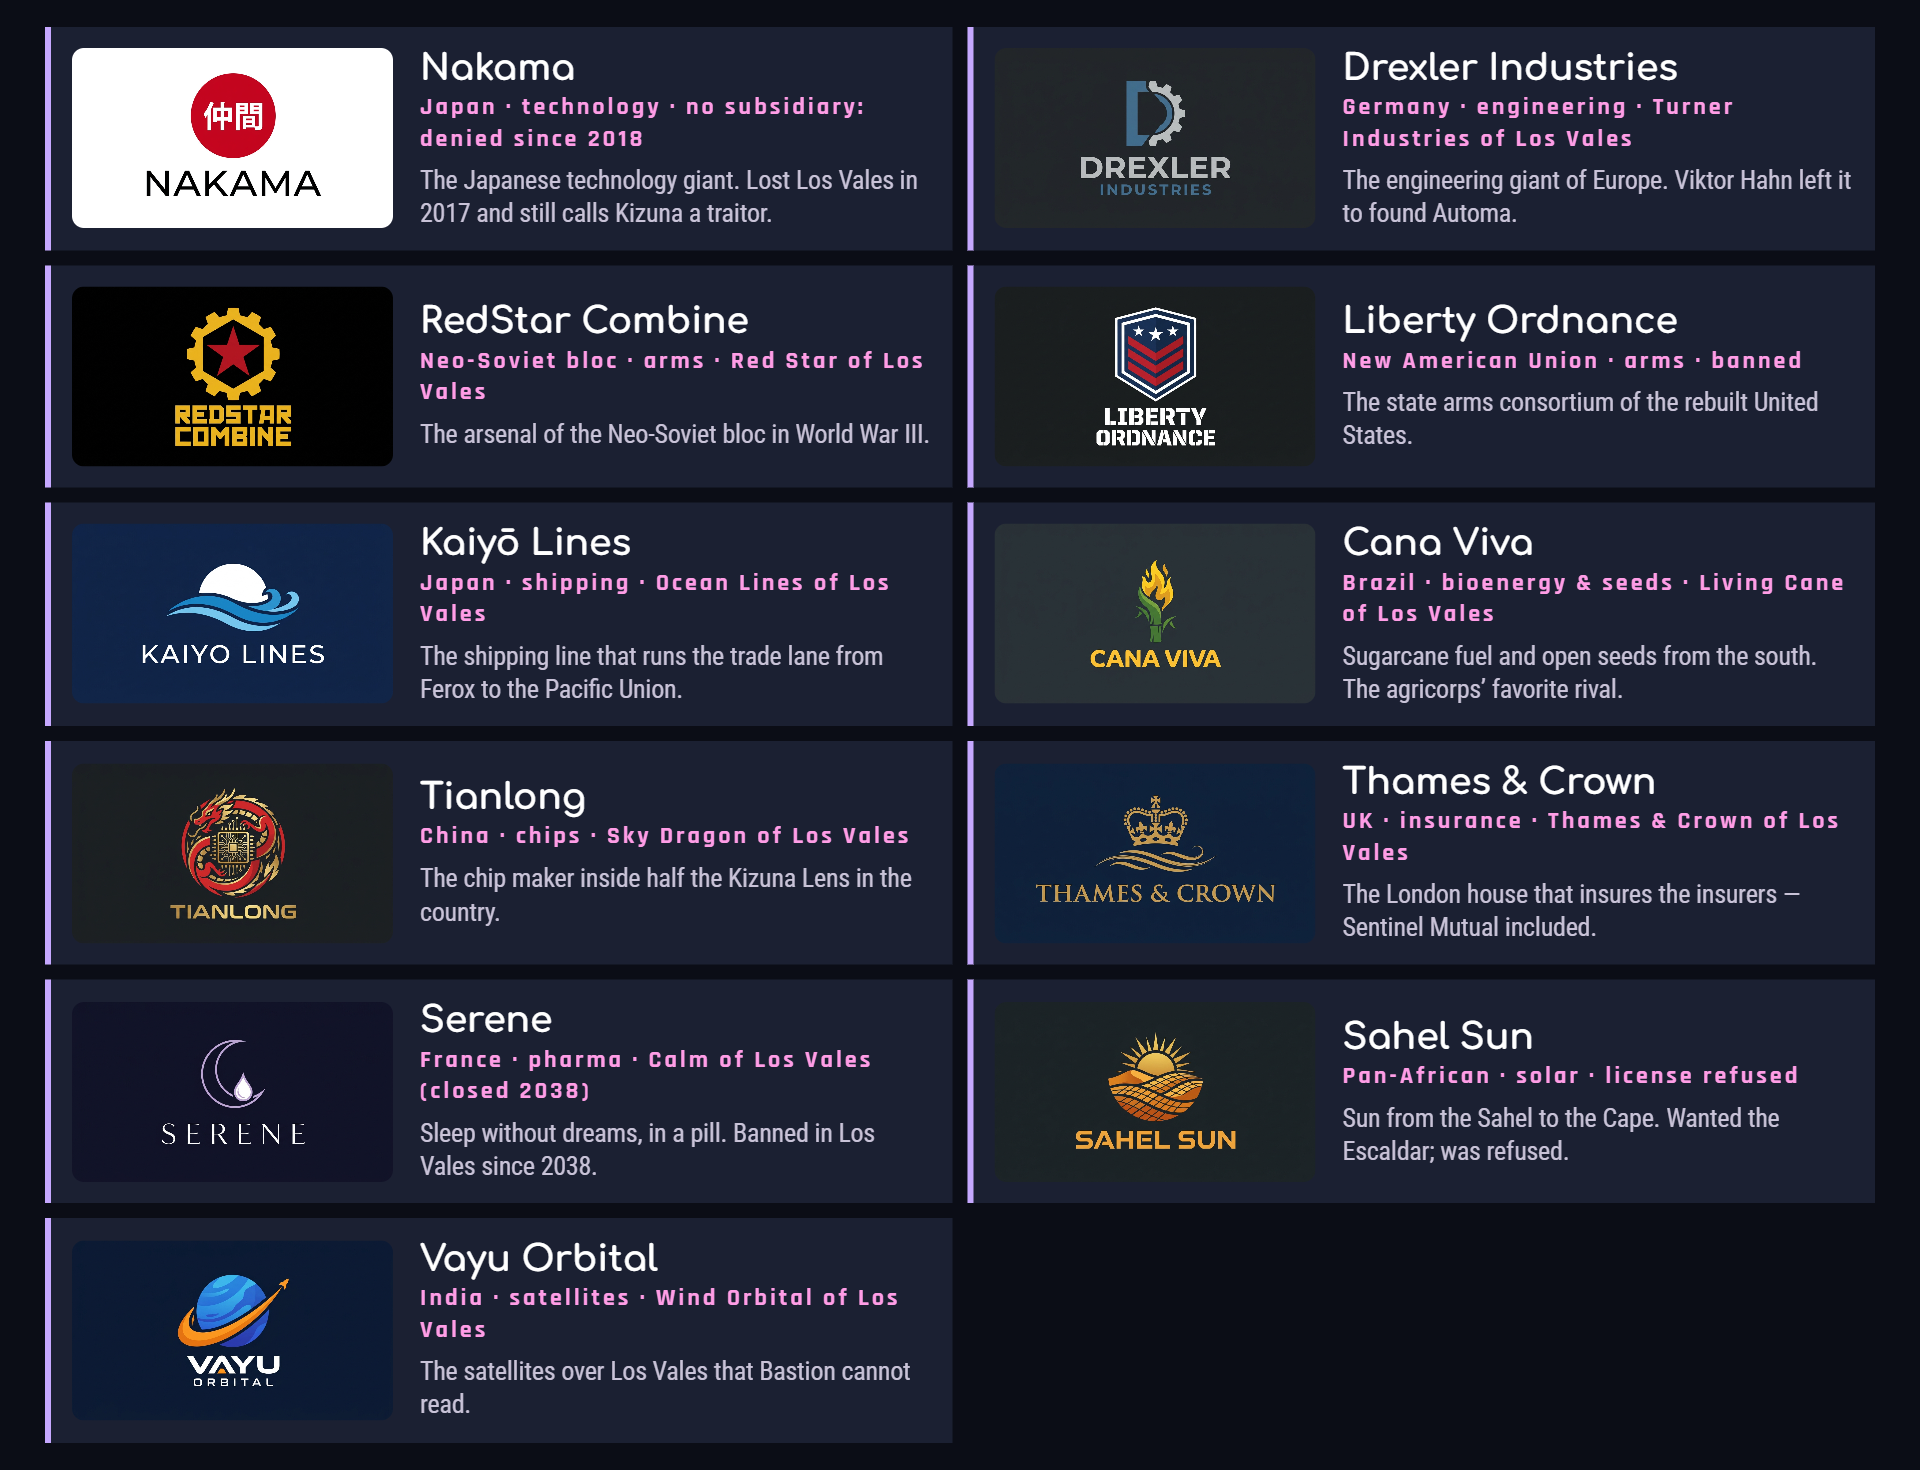 仲間
NAKAMA
Nakama
Japan · technology · no subsidiary:
denied since 2018
The Japanese technology giant. Lost Los Vales in
2017 and still calls Kizuna a traitor.
DREXLER
INDUSTRIES
Drexler Industries
Germany · engineering · Turner
Industries of Los Vales
The engineering giant of Europe. Viktor Hahn left it
to found Automa.
REDSTAR
COMBINE
RedStar Combine
Neo-Soviet bloc · arms · Red Star of Los
Vales
The arsenal of the Neo-Soviet bloc in World War III.
LIBERTY
ORDNANCE
Liberty Ordnance
New American Union · arms · banned
The state arms consortium of the rebuilt United
States.
KAIYO LINES
Kaiyō Lines
Japan · shipping · Ocean Lines of Los
Vales
The shipping line that runs the trade lane from
Ferox to the Pacific Union.
CANA VIVA
Cana Viva
Brazil · bioenergy & seeds · Living Cane
of Los Vales
Sugarcane fuel and open seeds from the south.
The agricorps’ favorite rival.
TIANLONG
Tianlong
China · chips · Sky Dragon of Los Vales
The chip maker inside half the Kizuna Lens in the
country.
THAMES & CROWN
Thames & Crown
UK · insurance · Thames & Crown of Los
Vales
The London house that insures the insurers —
Sentinel Mutual included.
SERENE
Serene
France · pharma · Calm of Los Vales
(closed 2038)
Sleep without dreams, in a pill. Banned in Los
Vales since 2038.
SAHEL SUN
Sahel Sun
Pan-African · solar · license refused
Sun from the Sahel to the Cape. Wanted the
Escaldar; was refused.
VAYU
ORBITAL
Vayu Orbital
India · satellites · Wind Orbital of Los
Vales
The satellites over Los Vales that Bastion cannot
read.